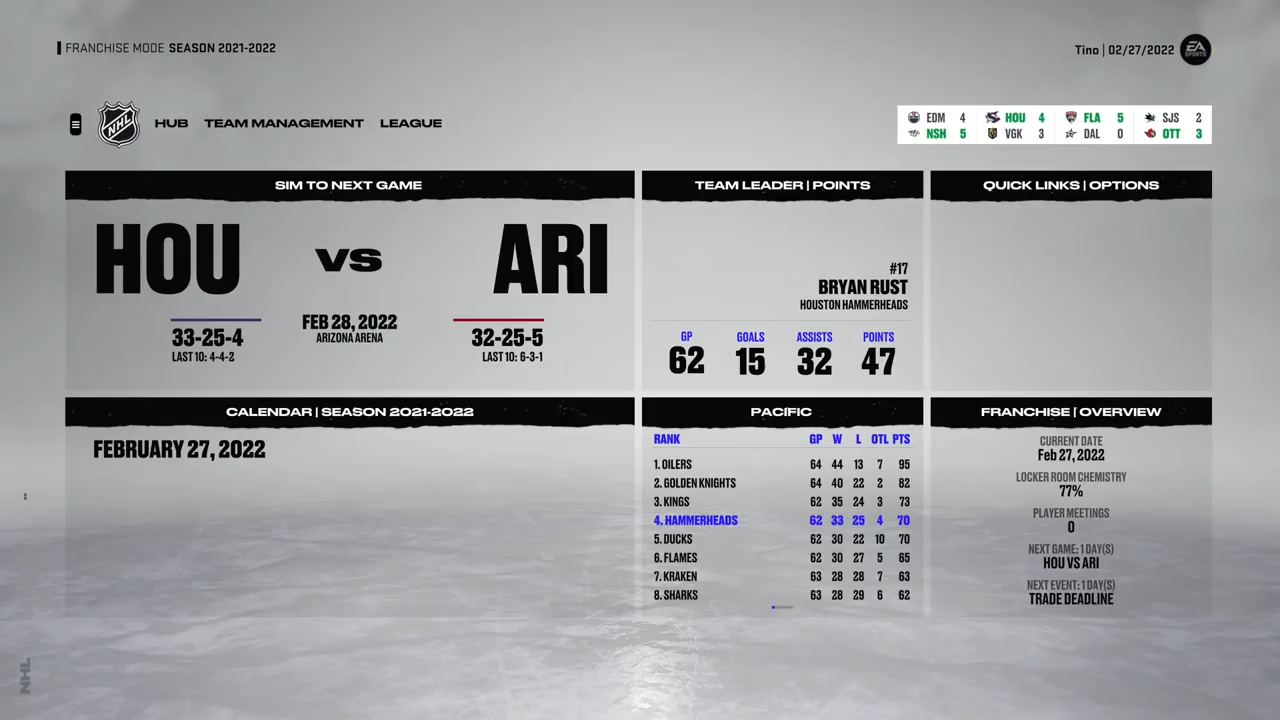 FRANCHISE MODE SEASON 2021-2022
Tino | 02/27/2022
EA SPORTS
NHL
HUB TEAM MANAGEMENT LEAGUE
EDM 4 HOU 4 FLA 5 SJS 2
NSH 5 VGK 3 DAL 0 OTT 3
SIM TO NEXT GAME
HOU VS ARI
FEB 28, 2022
ARIZONA ARENA
33-25-4
LAST 10: 4-4-2
32-25-5
LAST 10: 6-3-1
TEAM LEADER | POINTS
#17
BRYAN RUST
HOUSTON HAMMERHEADS
GP GOALS ASSISTS POINTS
62 15 32 47
QUICK LINKS | OPTIONS
CALENDAR | SEASON 2021-2022
FEBRUARY 27, 2022
PACIFIC
RANK GP W L OTL PTS
1. OILERS 64 44 13 7 95
2. GOLDEN KNIGHTS 64 40 22 2 82
3. KINGS 62 35 24 3 73
4. HAMMERHEADS 62 33 25 4 70
5. DUCKS 62 30 22 10 70
6. FLAMES 62 30 27 5 65
7. KRAKEN 63 28 28 7 63
8. SHARKS 63 28 29 6 62
FRANCHISE | OVERVIEW
CURRENT DATE
Feb 27, 2022
LOCKER ROOM CHEMISTRY
77%
PLAYER MEETINGS
0
NEXT GAME: 1 DAY(S)
HOU VS ARI
NEXT EVENT: 1 DAY(S)
TRADE DEADLINE
NHL